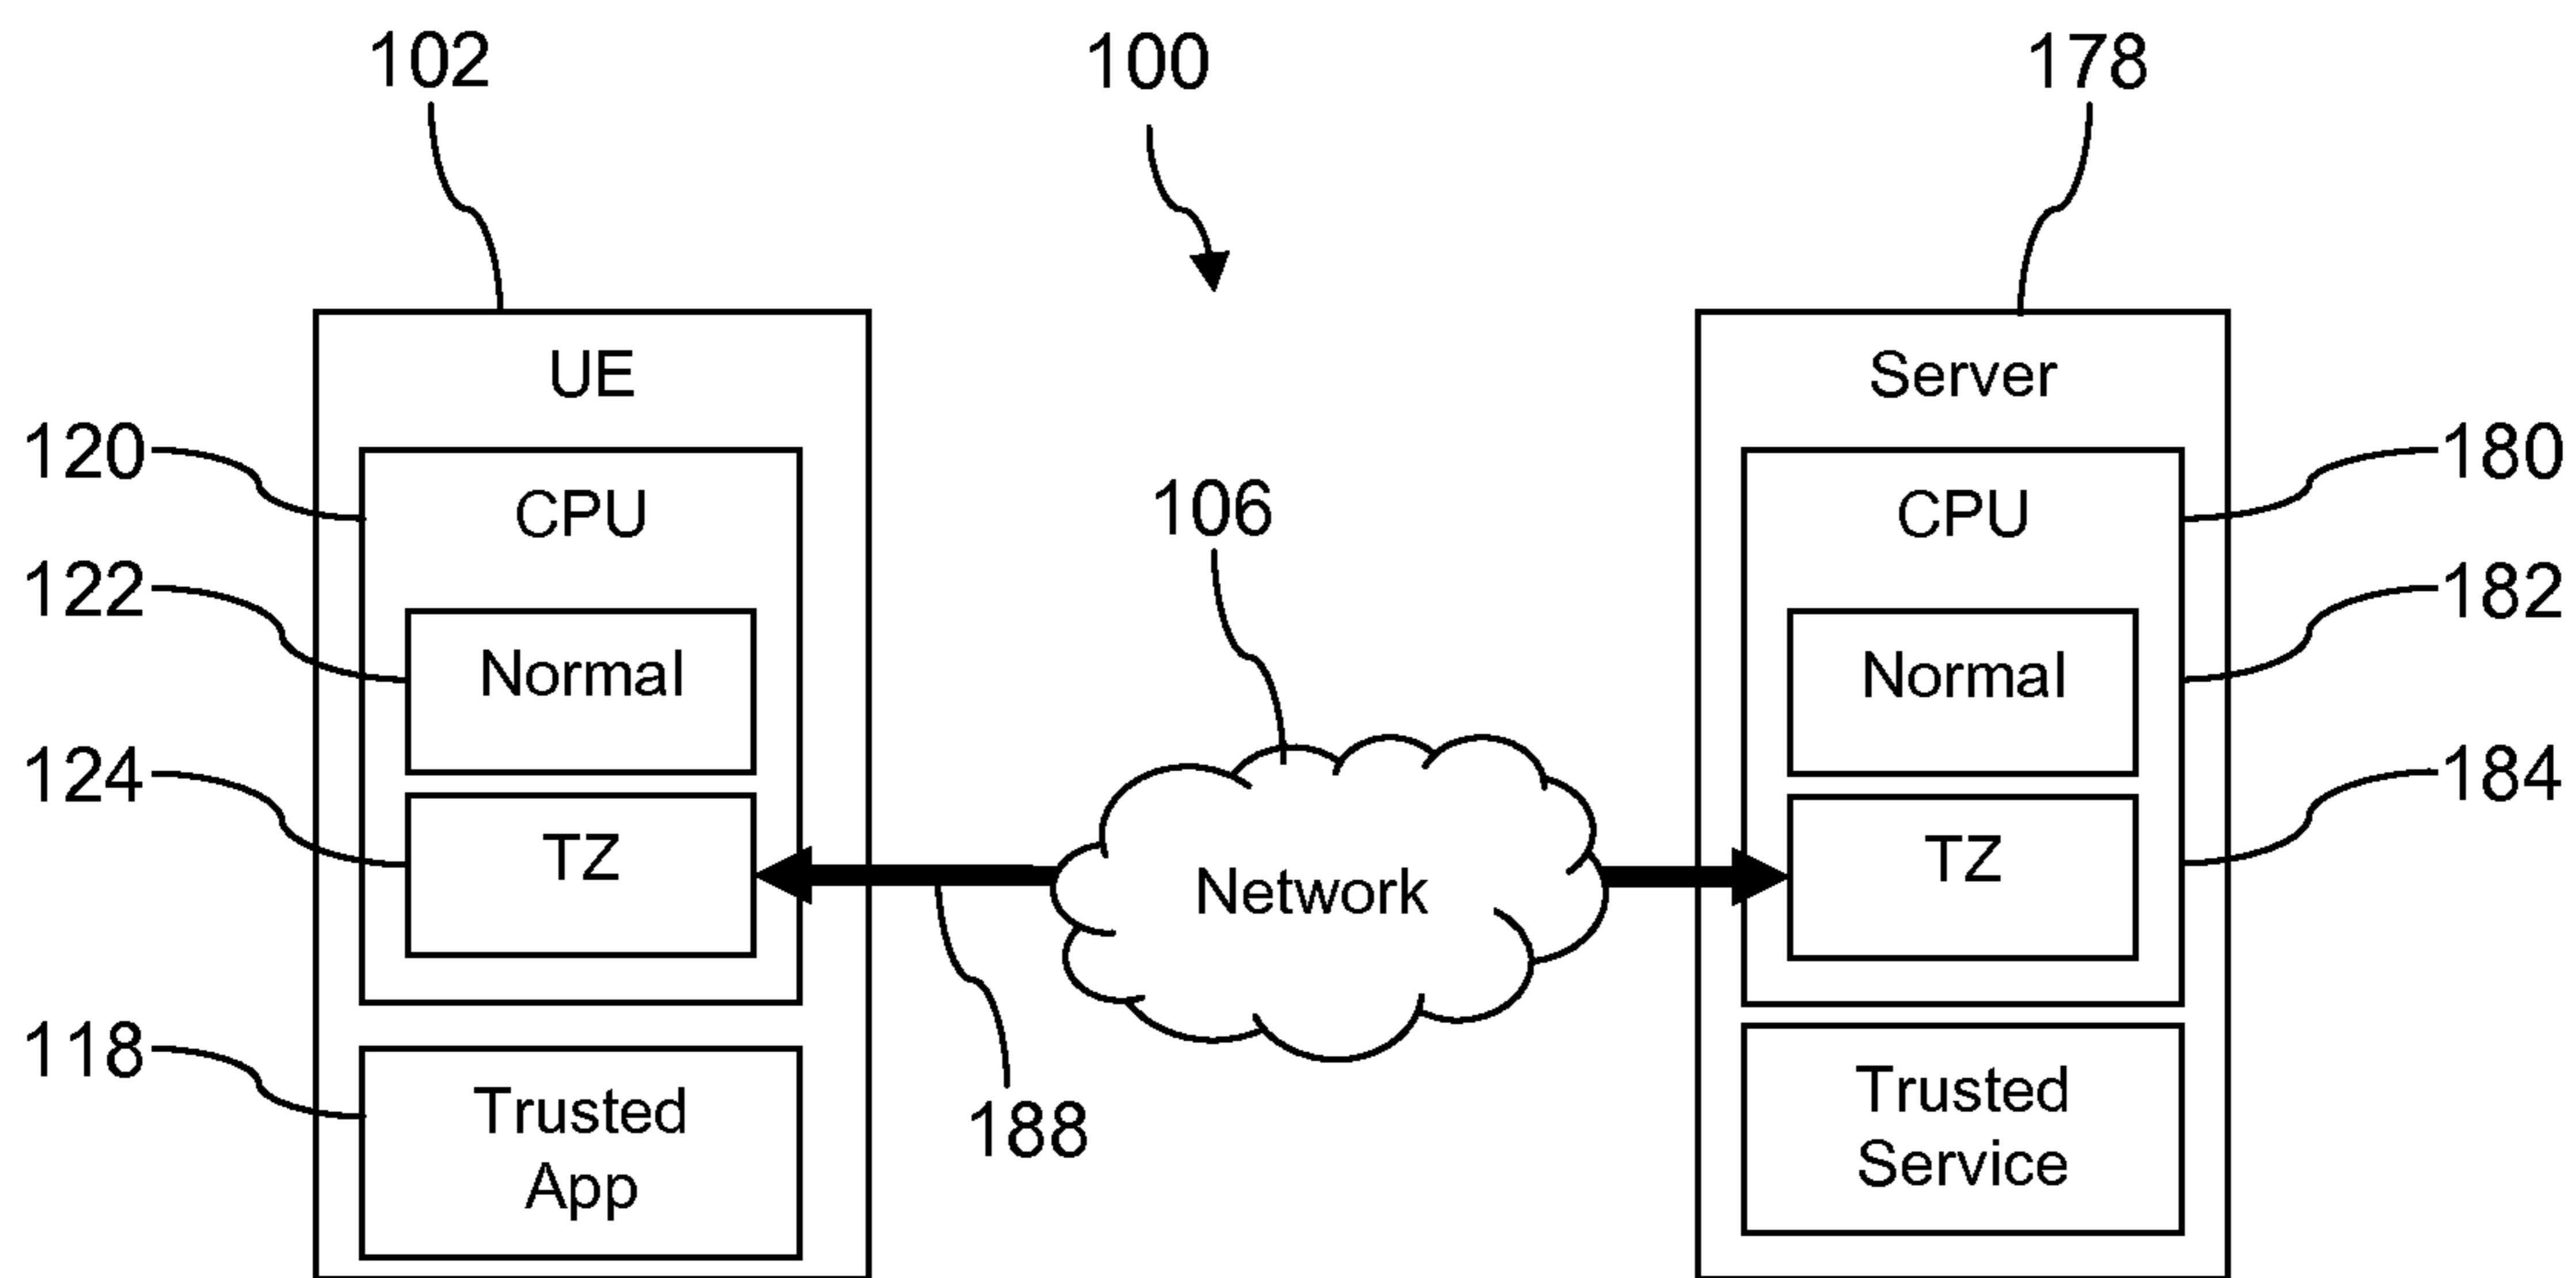 102
100
178
UE
Server
120
CPU
106
CPU
180
122
Normal
Normal
182
124
TZ
Network
TZ
184
118
Trusted
App
188
Trusted
Service